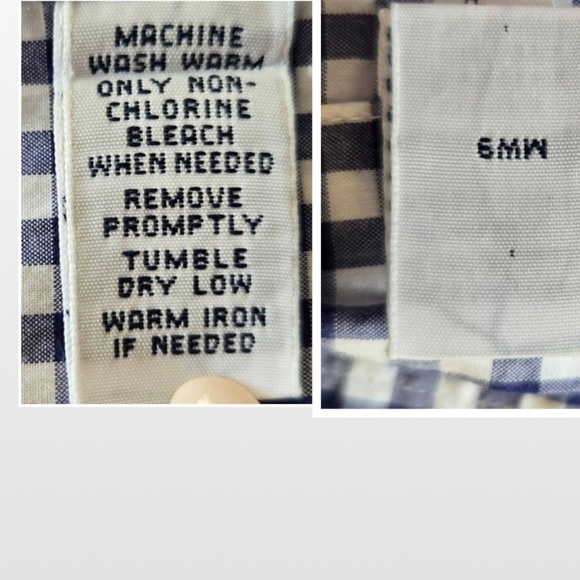 MACHINE
WASH WARM
ONLY NON-
CHLORINE
BLEACH
WHEN NEEDED
REMOVE
PROMPTLY
TUMBLE
DRY LOW
WARM IRON
IF NEEDED
6MW